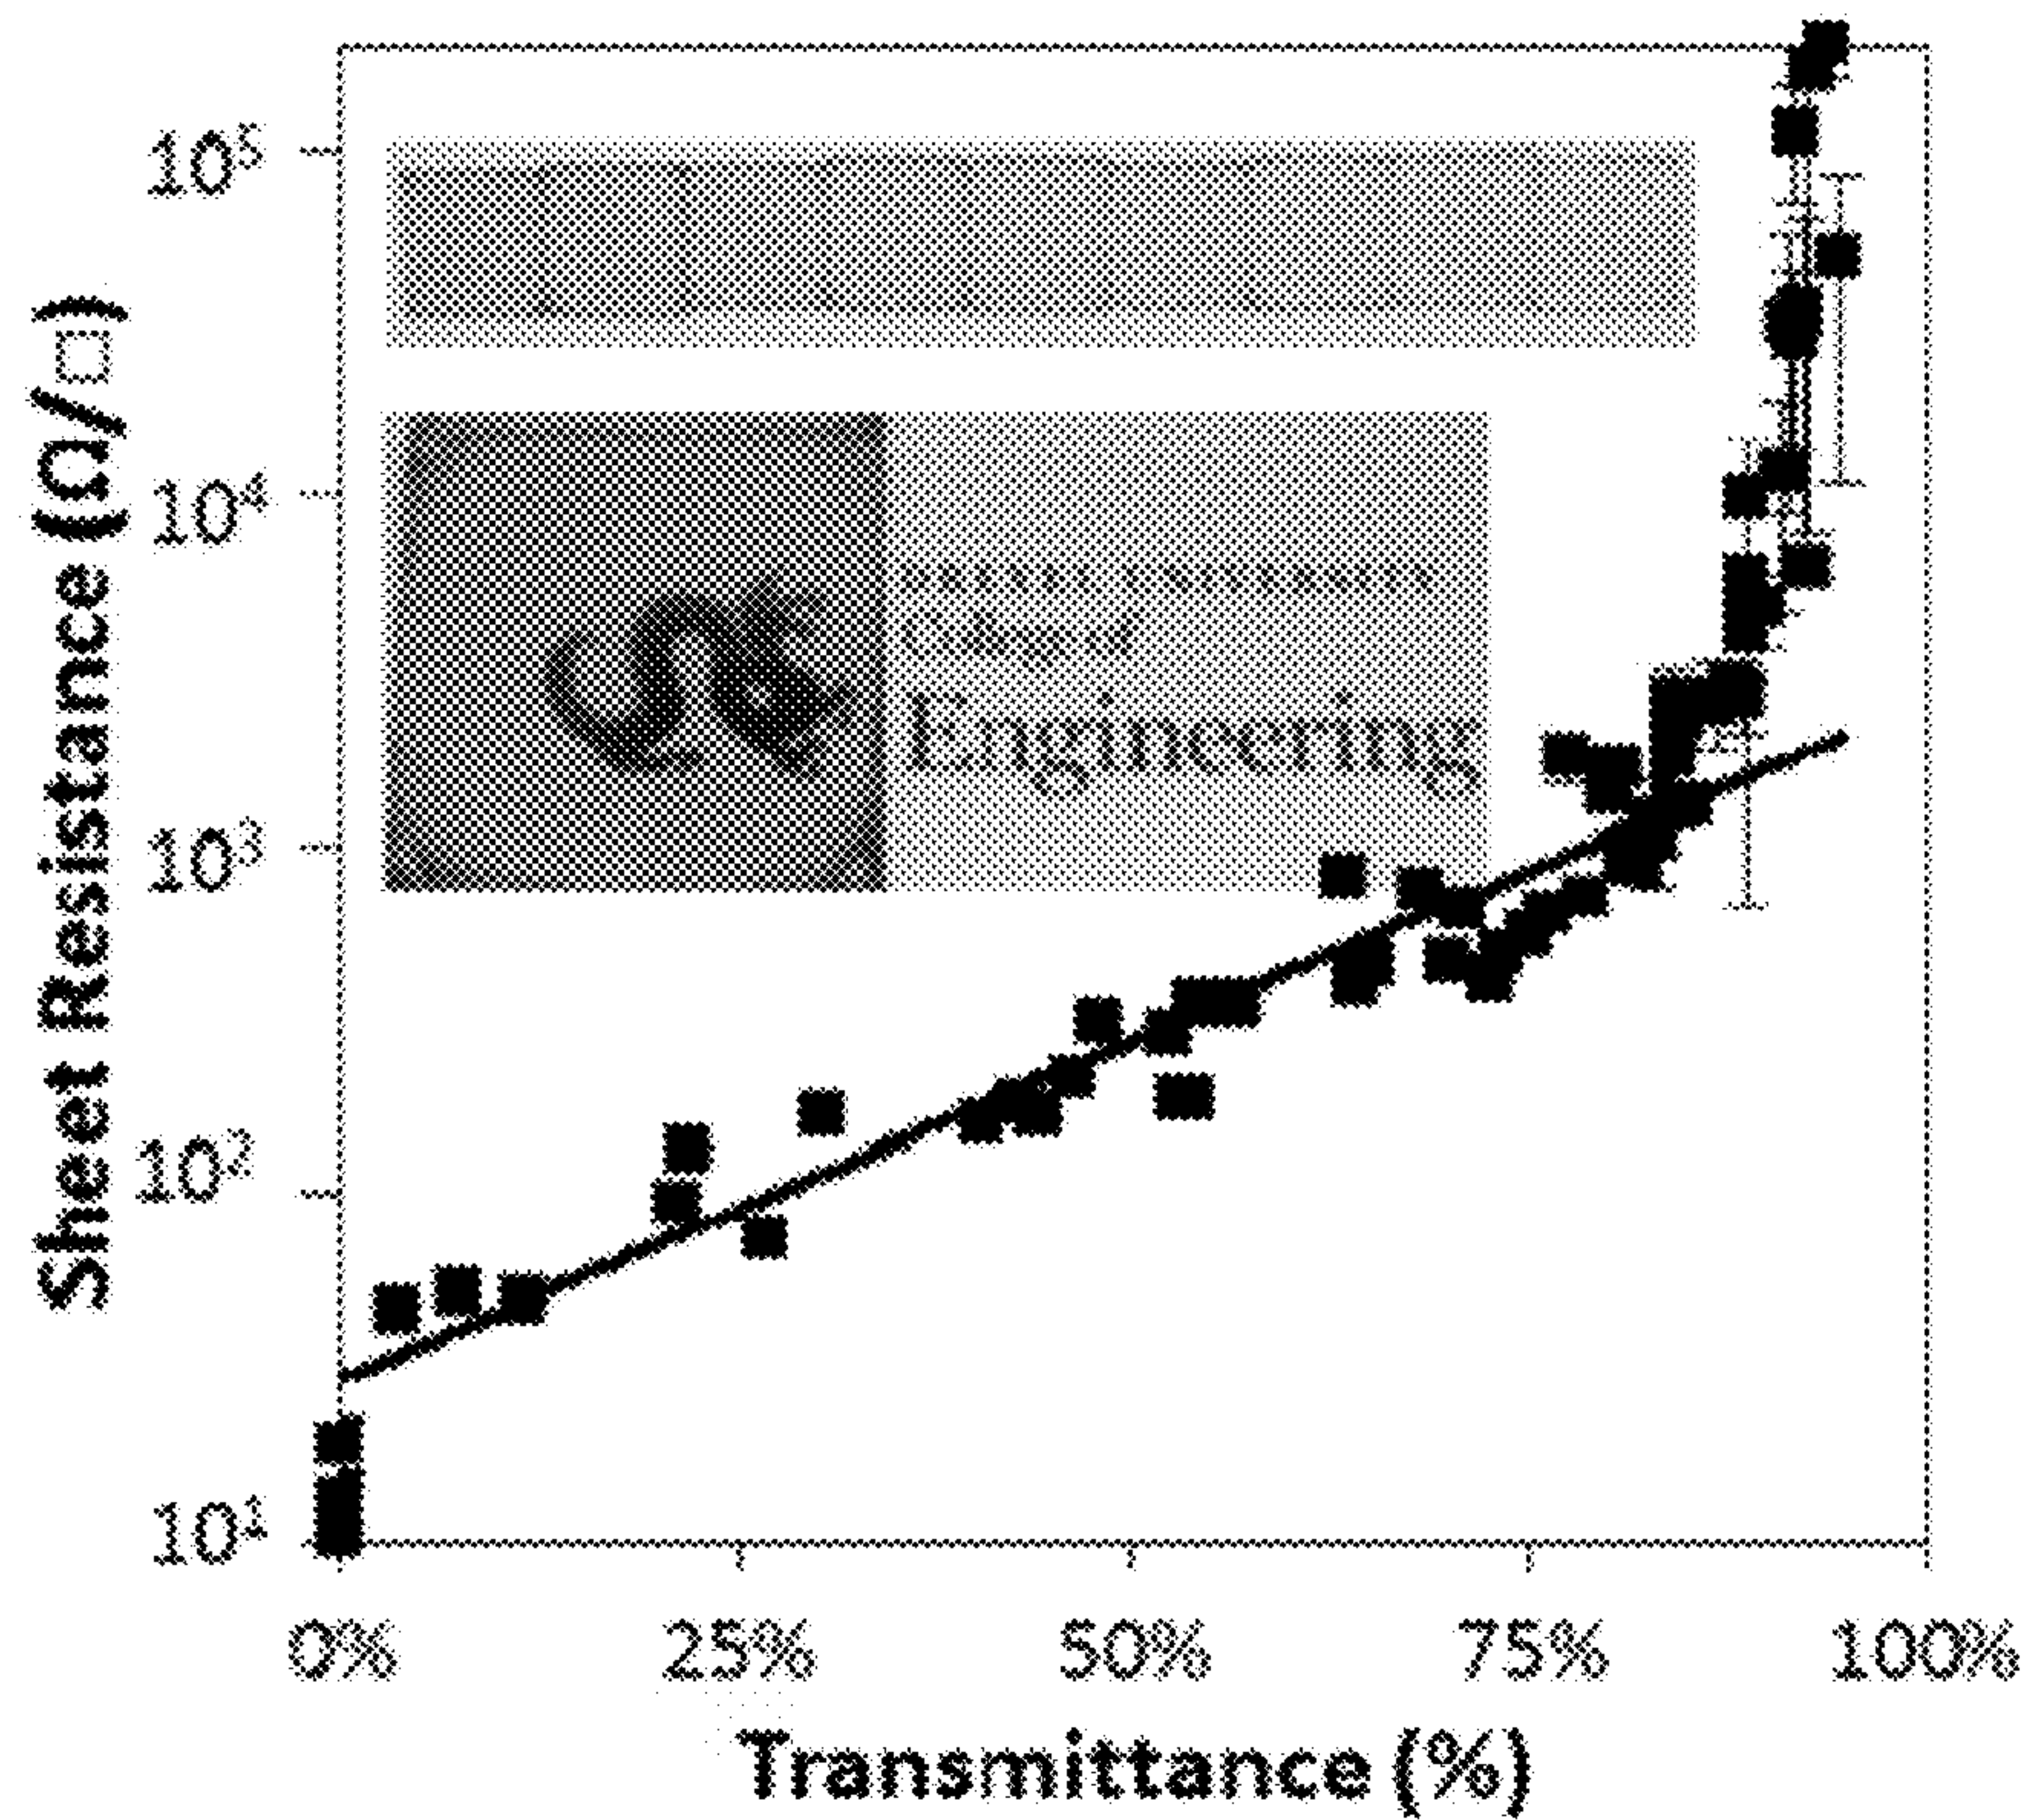 Sheet Resistance (Ω/□)
10⁵
10⁴
10³
10²
10¹
Engineering
0% 25% 50% 75% 100%
Transmittance (%)